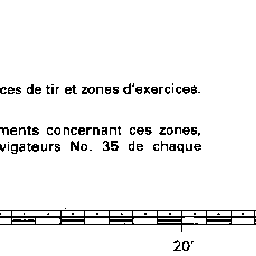 ces de tir et zones d'exercices.
ments concernant ces zones,
vigateurs No. 35 de chaque
20'